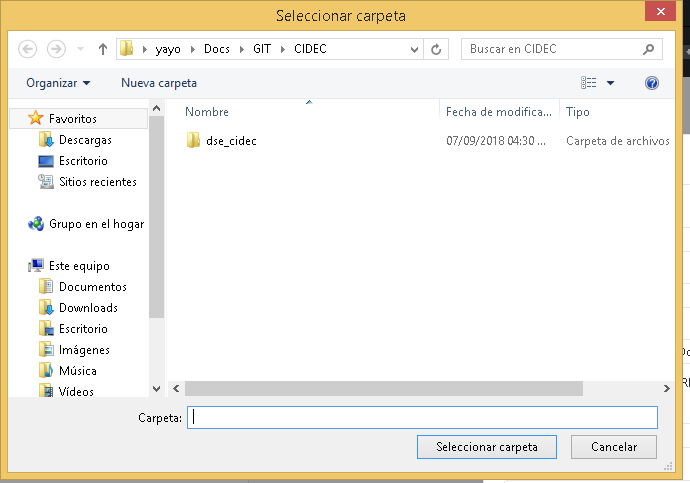 Seleccionar carpeta
yayo Docs GIT CIDEC
Buscar en CIDEC
Organizar Nueva carpeta
Nombre Fecha de modifica... Tipo
dse_cidec 07/09/2018 04:30 ... Carpeta de archivos
Favoritos
Descargas
Escritorio
Sitios recientes
Grupo en el hogar
Este equipo
Documentos
Downloads
Escritorio
Imágenes
Música
Vídeos
Carpeta:
Seleccionar carpeta Cancelar